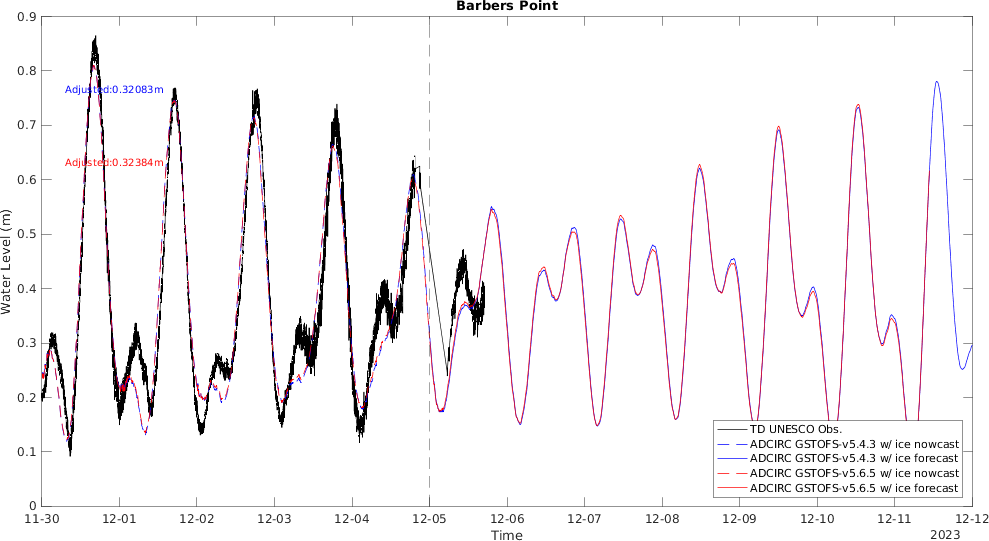 Barbers Point
0.9
0.8
0.7
0.6
0.5
0.4
0.3
0.2
0.1
0
Water Level (m)
Adjusted:0.32083m
Adjusted:0.32384m
TD UNESCO Obs.
ADCIRC GSTOFS-v5.4.3 w/ ice nowcast
ADCIRC GSTOFS-v5.4.3 w/ ice forecast
ADCIRC GSTOFS-v5.6.5 w/ ice nowcast
ADCIRC GSTOFS-v5.6.5 w/ ice forecast
11-30 12-01 12-02 12-03 12-04 12-05 12-06 12-07 12-08 12-09 12-10 12-11 12-12
Time
2023